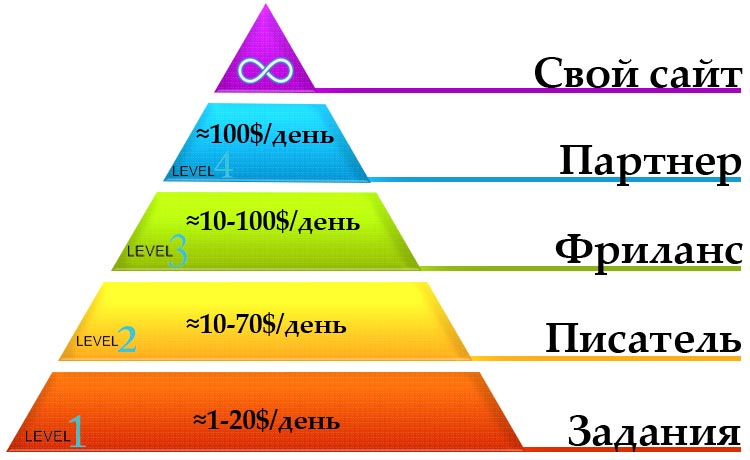 ∞
Свой сайт
≈100$/день
LEVEL 4
Партнер
≈10-100$/день
LEVEL 3
Фриланс
≈10-70$/день
LEVEL 2
Писатель
≈1-20$/день
LEVEL 1
Задания